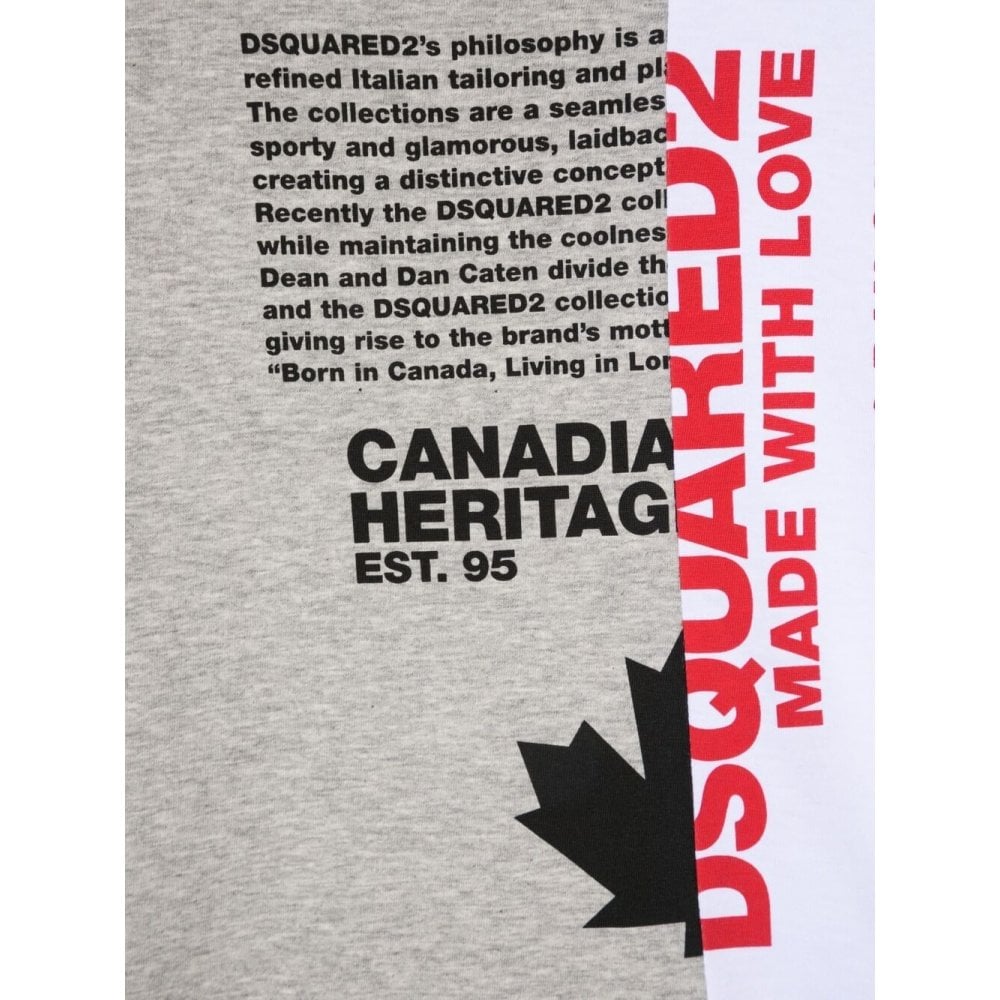 DSQUARED2's philosophy is a
refined Italian tailoring and pla
The collections are a seamles
sporty and glamorous, laidbac
creating a distinctive concept
Recently the DSQUARED2 coll
while maintaining the coolnes
Dean and Dan Caten divide th
and the DSQUARED2 collectio
giving rise to the brand's mott
“Born in Canada, Living in Lon
CANADIA
HERITAG
EST. 95
DSQUARED2
MADE WITH LOVE